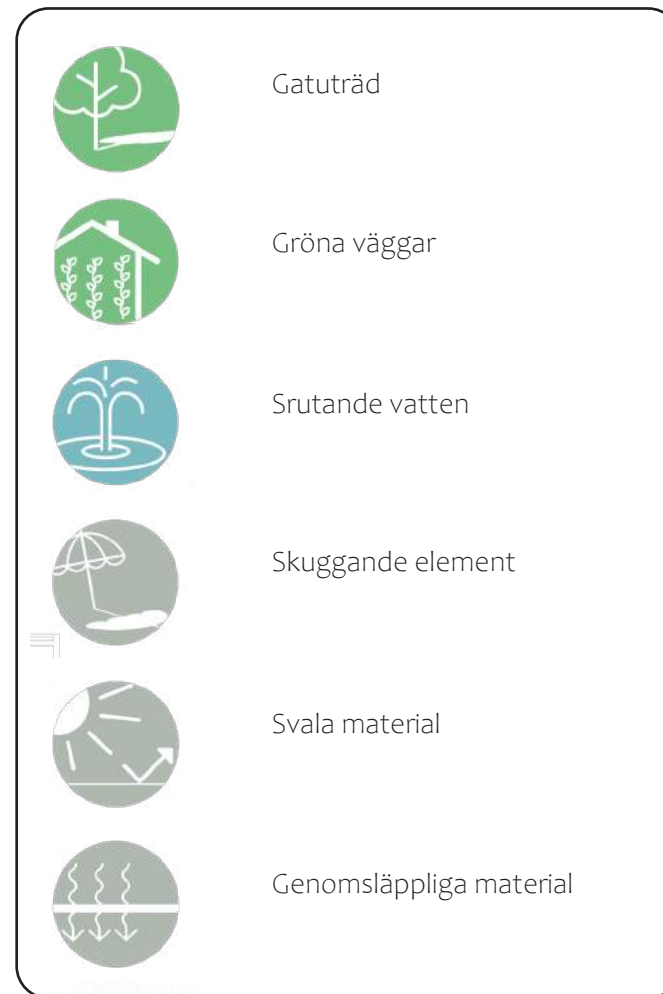 Gatuträd
Gröna väggar
Srutande vatten
Skuggande element
Svala material
Genomsläppliga material